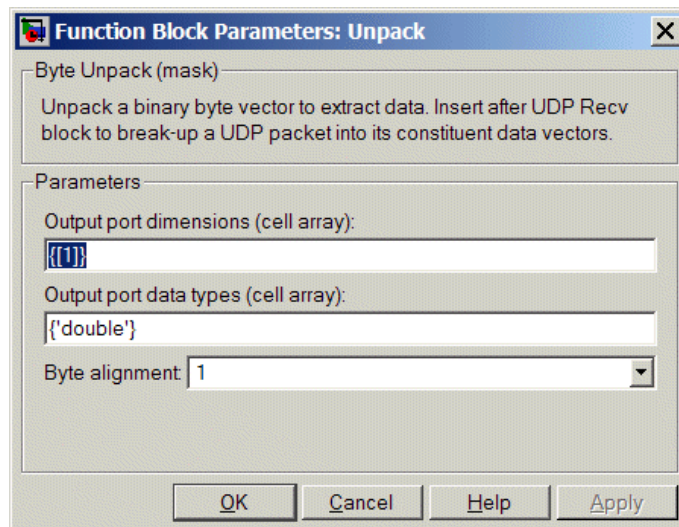 Function Block Parameters: Unpack
Byte Unpack (mask)
Unpack a binary byte vector to extract data. Insert after UDP Recv
block to break-up a UDP packet into its constituent data vectors.
Parameters
Output port dimensions (cell array):
{[1]}
Output port data types (cell array):
{'double'}
Byte alignment: 1
OK Cancel Help Apply